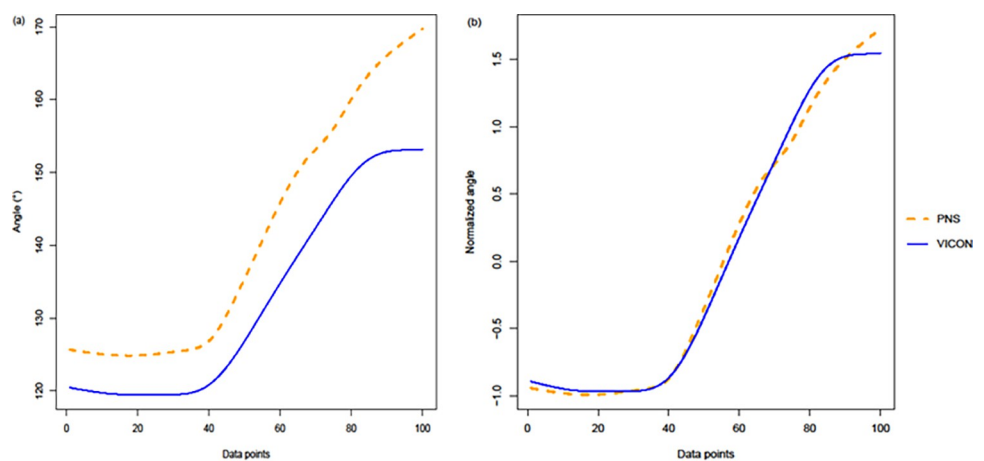 (a)
170
160
150
140
130
120
Angle (°)
0 20 40 60 80 100
Data points
(b)
1.5
1.0
0.5
0.0
-0.5
-1.0
Normalized angle
0 20 40 60 80 100
Data points
PNS
VICON